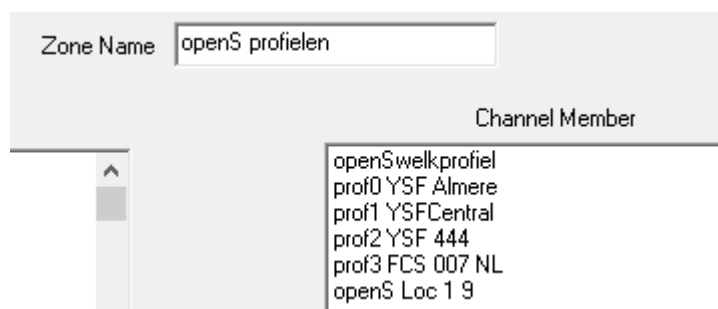 Zone Name openS profielen
Channel Member
openSwelkprofiel
prof0 YSF Almere
prof1 YSFCentral
prof2 YSF 444
prof3 FCS 007 NL
openS Loc 1 9